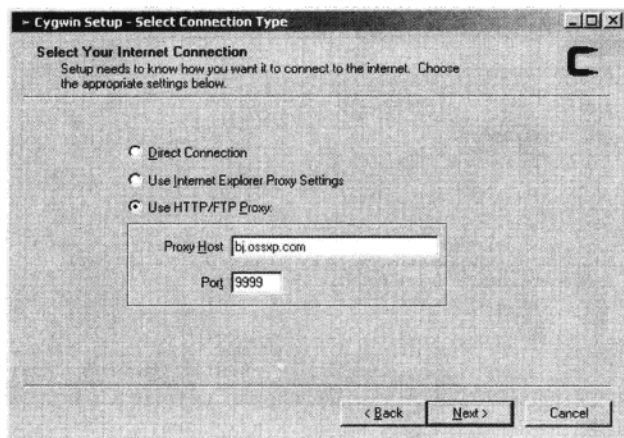 Cygwin Setup - Select Connection Type
Select Your Internet Connection
Setup needs to know how you want it to connect to the internet. Choose
the appropriate settings below.
Direct Connection
Use Internet Explorer Proxy Settings
Use HTTP/FTP Proxy:
Proxy Host bj.ossxp.com
Port 9999
< Back Next > Cancel